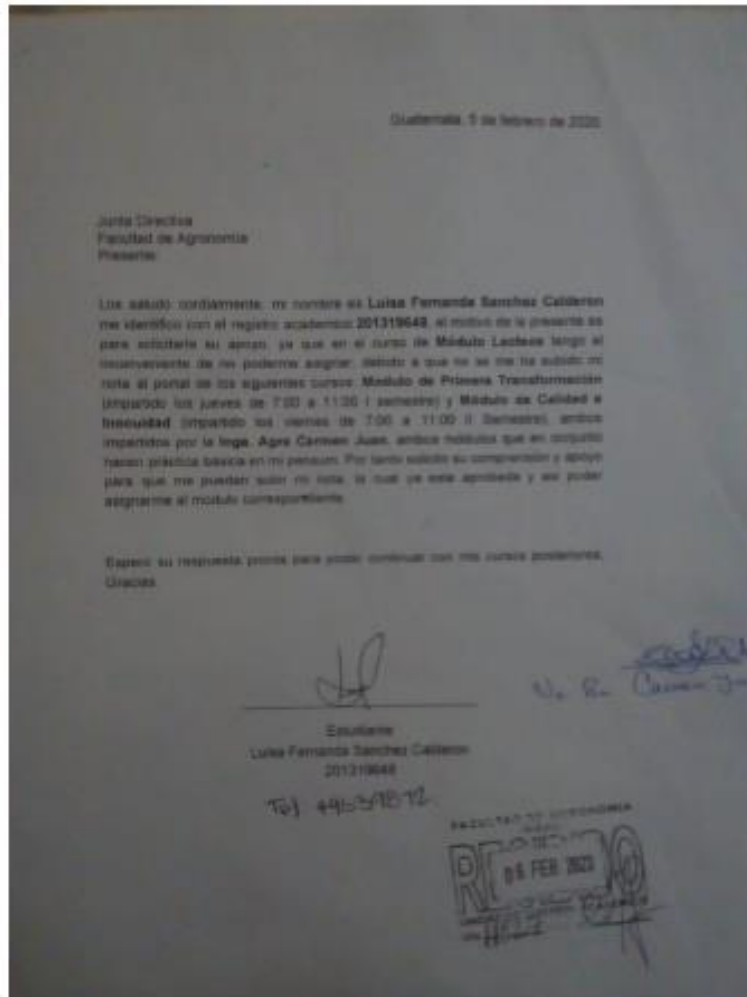 Guatemala, 5 de febrero de 2020.
Junta Directiva
Facultad de Agronomía
Presente.
Los saludo cordialmente, mi nombre es Luisa Fernanda Sanchez Calderon
me identifico con el registro academico 201319648, el motivo de la presente es
para solicitarle su apoyo, ya que en el curso de Módulo Lacteos tengo el
inconveniente de no poderme asignar, debido a que no se me ha subido mi
nota al portal de los siguientes cursos: Modulo de Primera Transformación
(impartido los jueves de 7:00 a 11:00 I semestre) y Módulo de Calidad e
Inocuidad (impartido los viernes de 7:00 a 11:00 II Semestre), ambos
impartidos por la Inga. Agra Carmen Juan, ambos módulos que en conjunto
hacen práctica básica en mi pensum. Por tanto solicito su comprensión y apoyo
para que me puedan subir mi nota, la cual ya está aprobada y asi poder
asignarme al modulo correspondiente.
Espero su respuesta pronta para poder continuar con mis cursos posteriores.
Gracias
Vo. Bo. Carmen
Estudiante
Luisa Fernanda Sanchez Calderon
201319648
Tel
FACULTAD DE AGRONOMIA
FEB